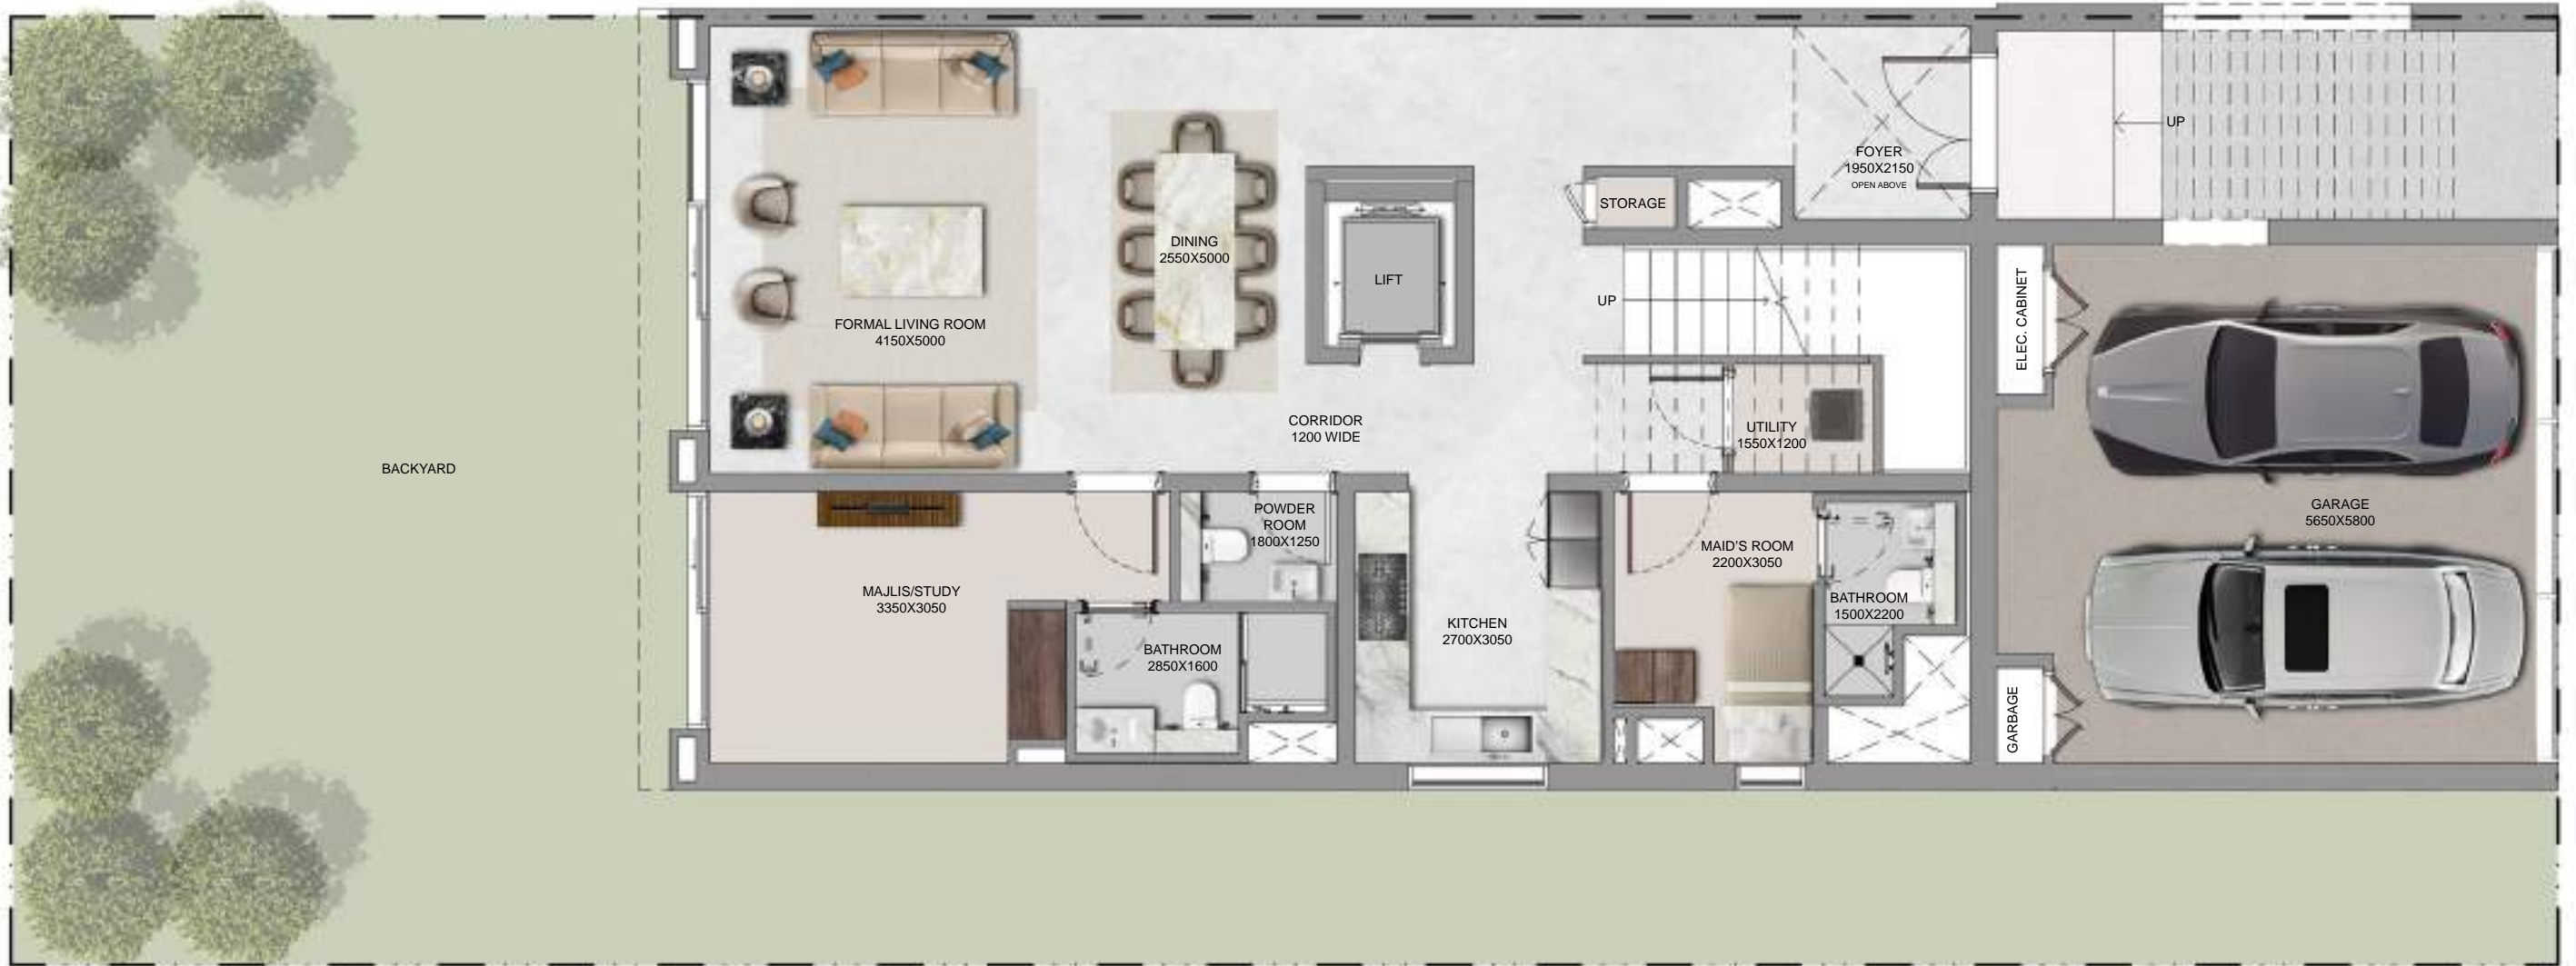 UP
FOYER
1950X2150
OPEN ABOVE
STORAGE
DINING
2550X5000
LIFT
UP
ELEC. CABINET
FORMAL LIVING ROOM
4150X5000
CORRIDOR
1200 WIDE
UTILITY
1550X1200
BACKYARD
GARAGE
5650X5800
POWDER
ROOM
1800X1250
MAID'S ROOM
2200X3050
MAJLIS/STUDY
3350X3050
BATHROOM
1500X2200
KITCHEN
2700X3050
BATHROOM
2850X1600
GARBAGE